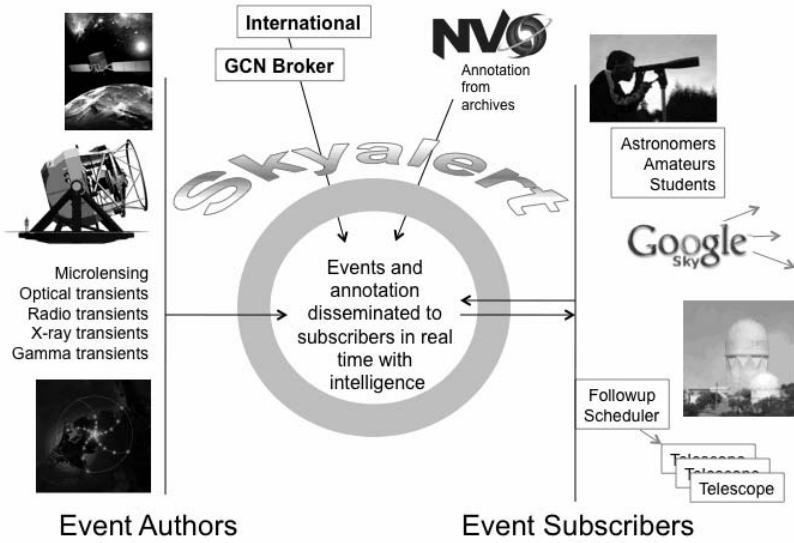 International
GCN Broker
NVO
Annotation
from
archives
Skyalert
Astronomers
Amateurs
Students
Google
Sky
Microlensing
Optical transients
Radio transients
X-ray transients
Gamma transients
Events and
annotation
disseminated to
subscribers in real
time with
intelligence
Followup
Scheduler
Telescope
Telescope
Telescope
Event Authors
Event Subscribers